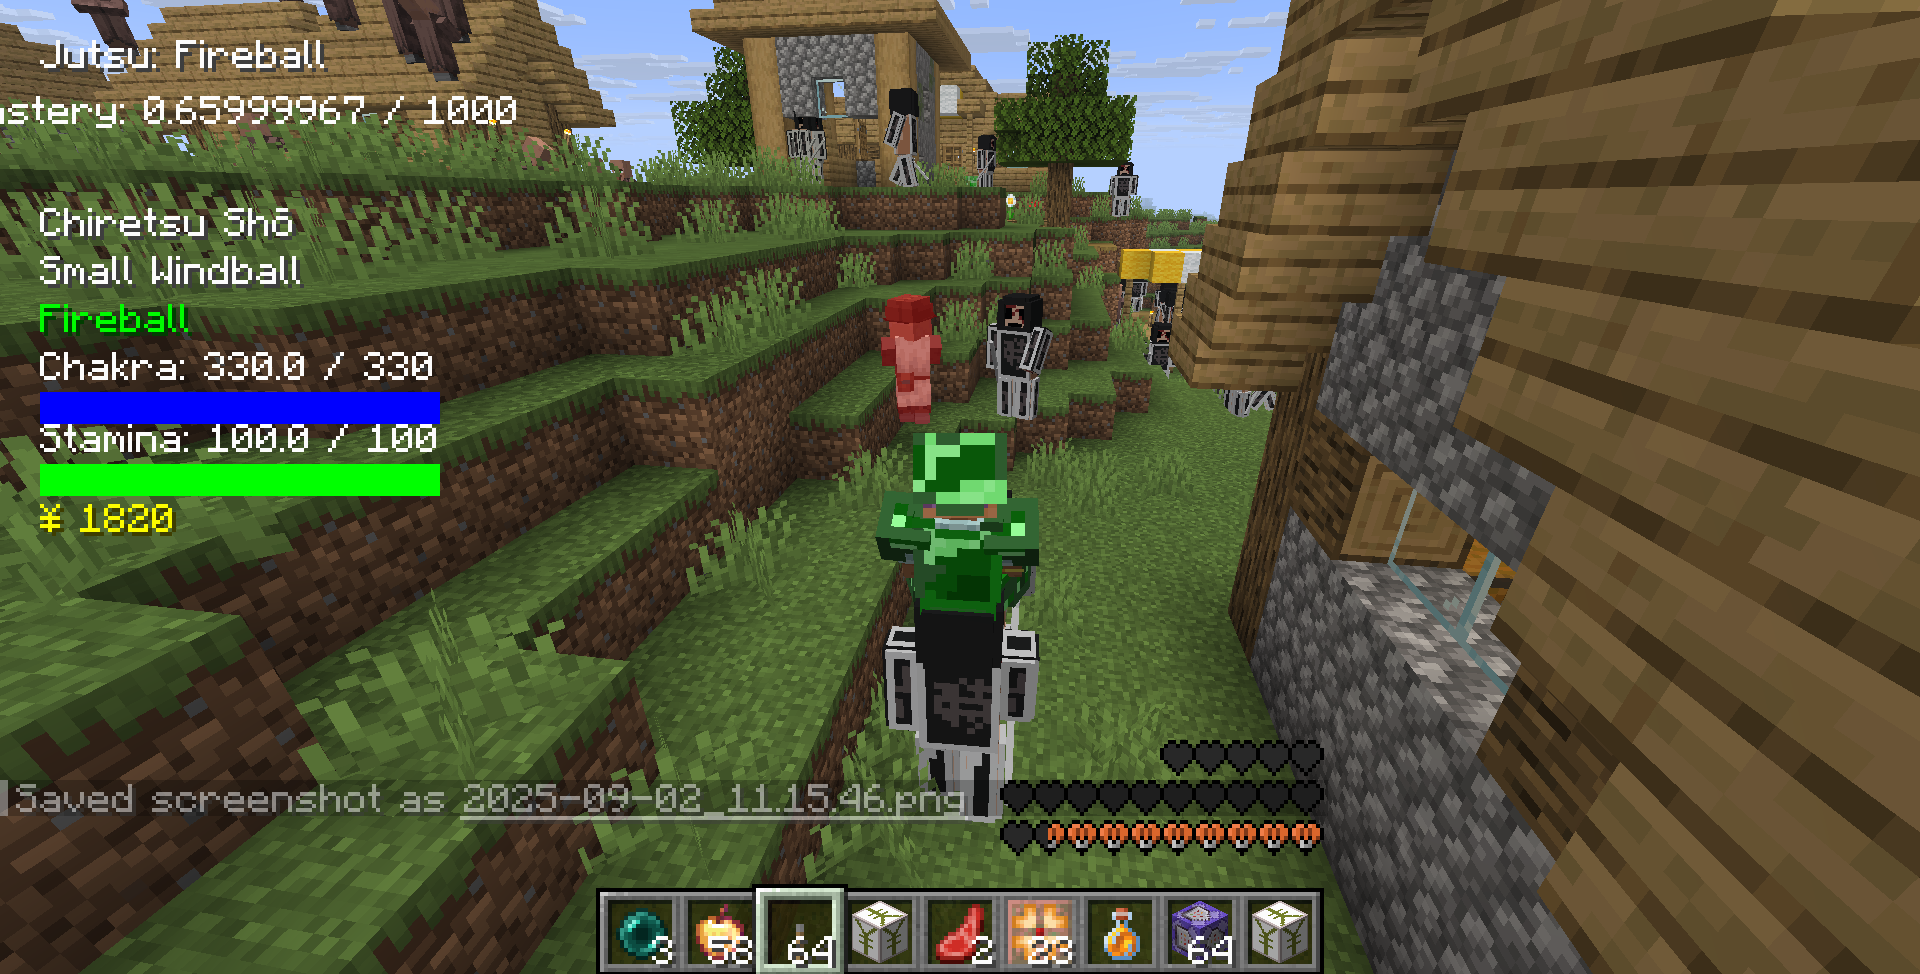 Jutsu: Fireball
astery: 0.65999967 / 1000
Chiretsu Shō
Small Windball
Fireball
Chakra: 330.0 / 330
Stamina: 100.0 / 100
¥ 1820
Saved screenshot as 2025-09-02_11.15.46.png
3 58 64 2 23 64